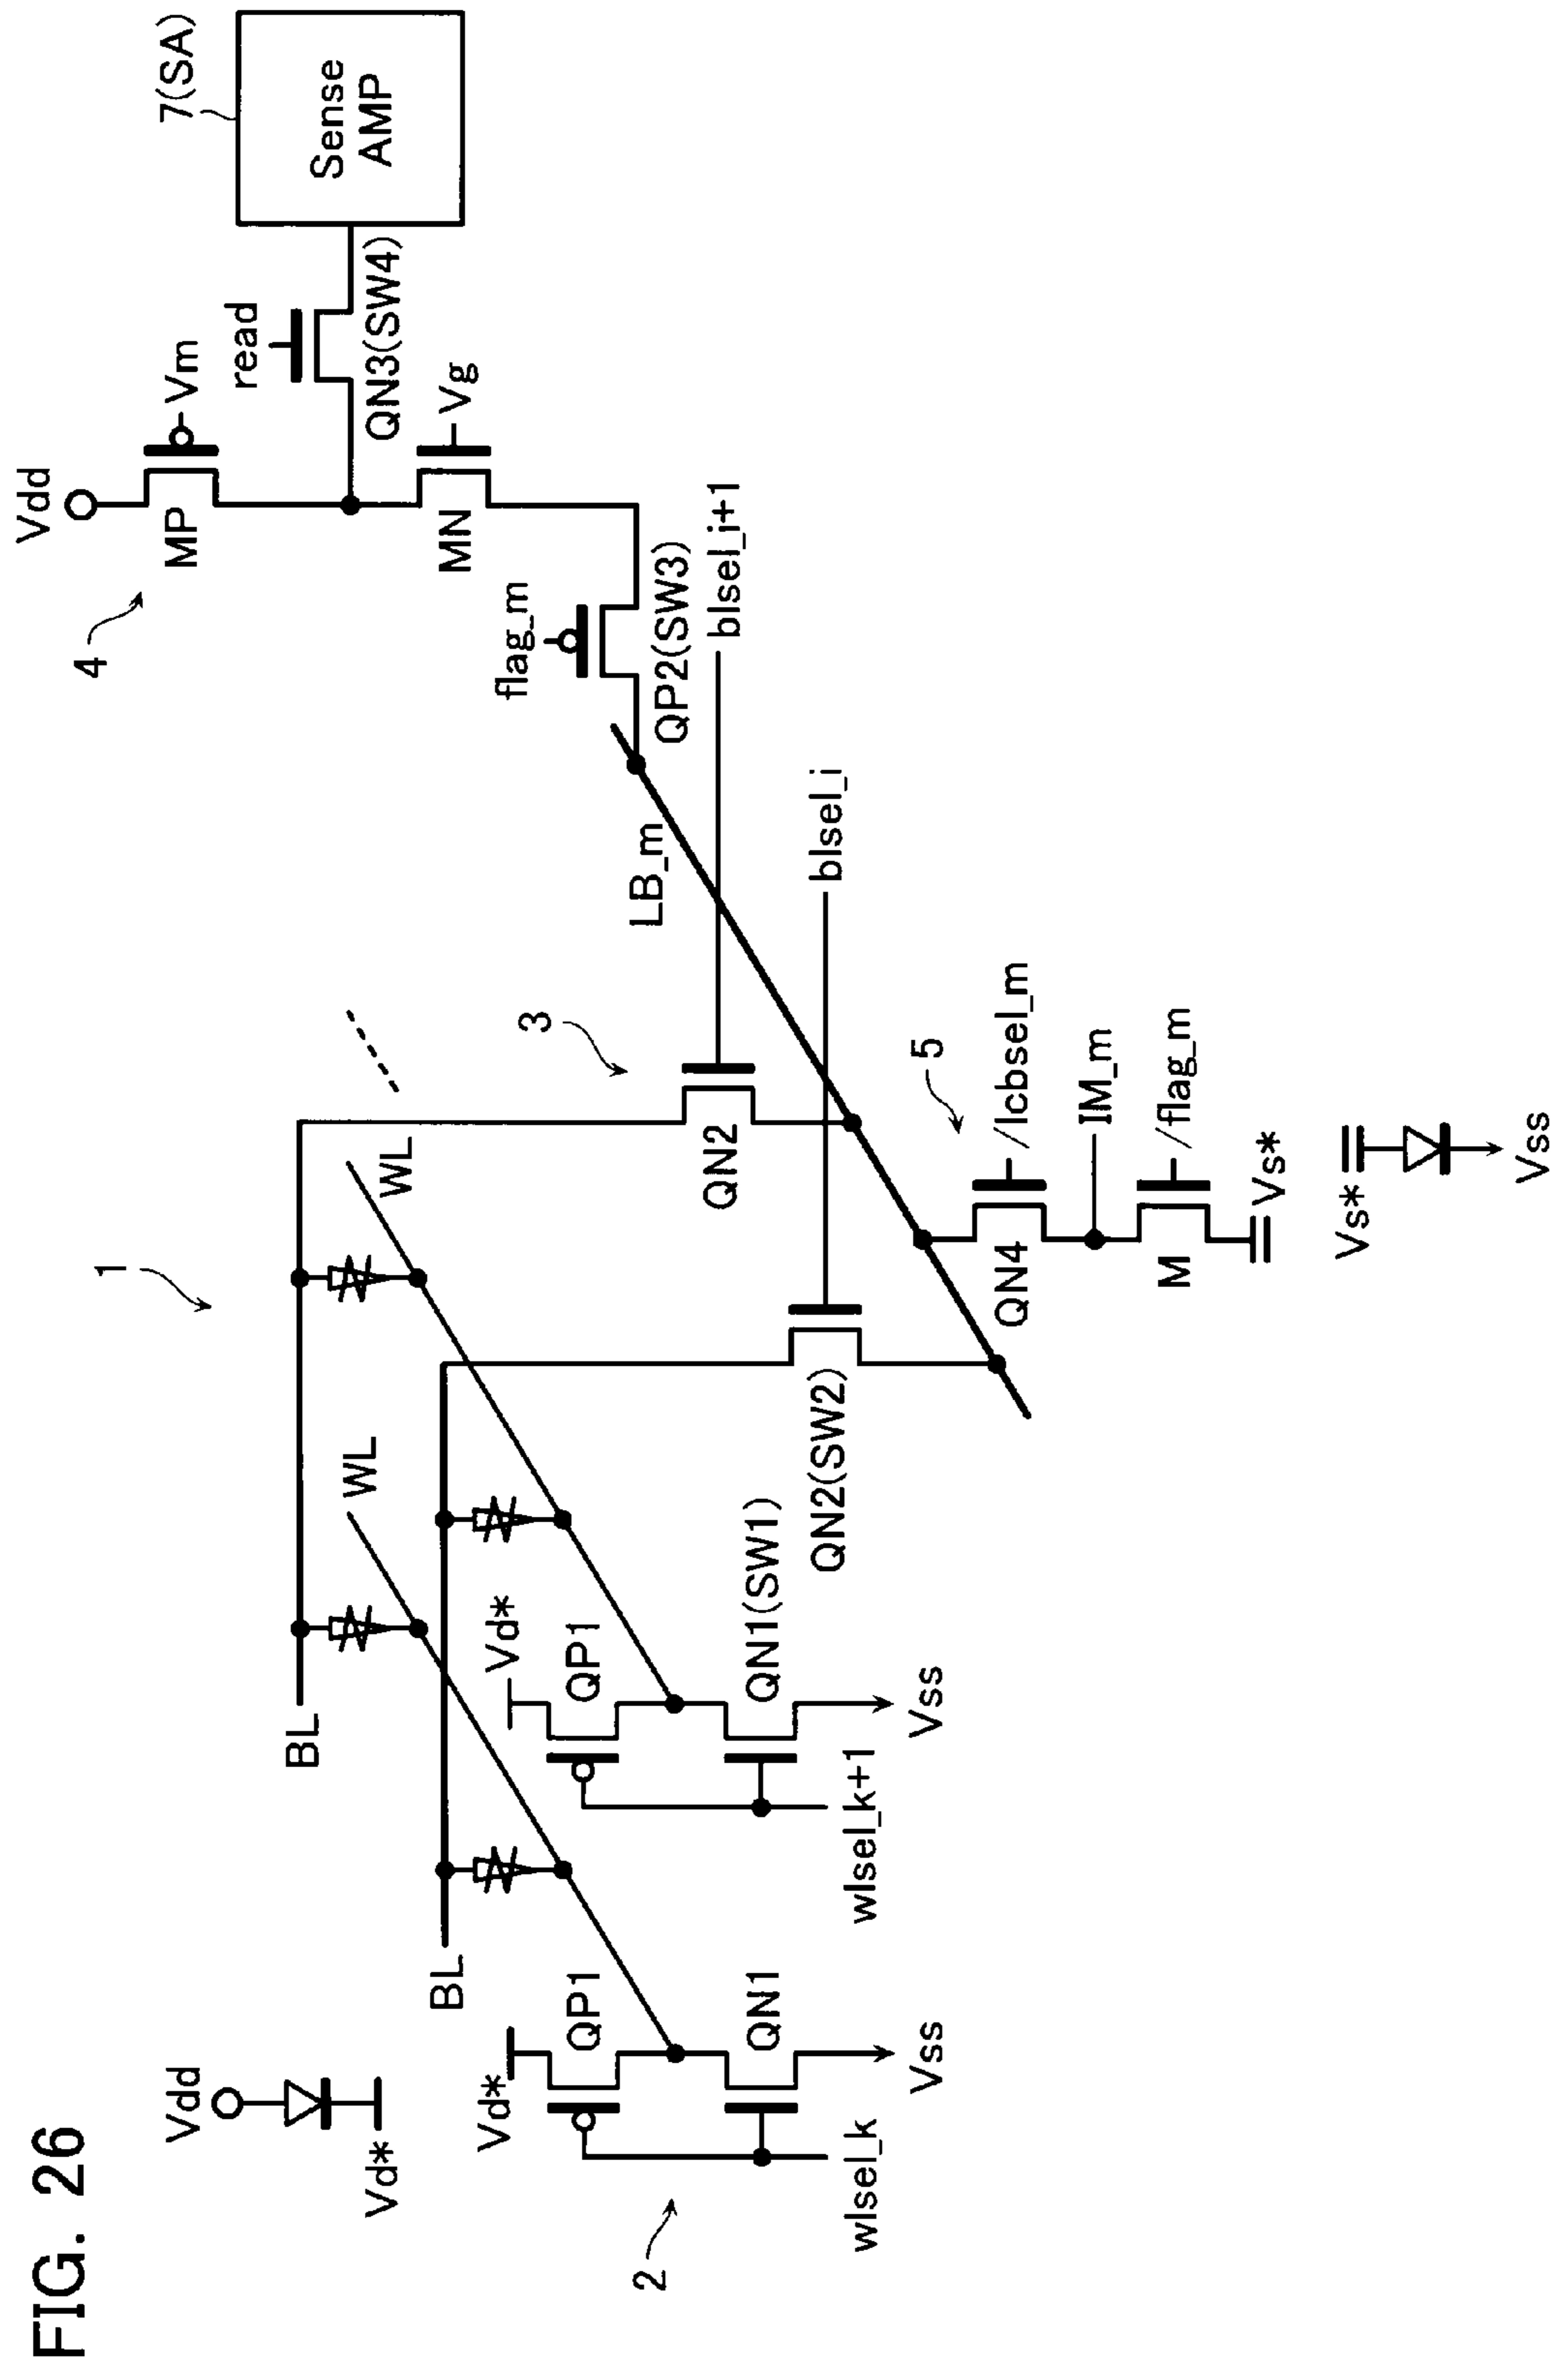 FIG. 26
Vdd
Vd*
1
2
3
4
5
BL
BL
WL
WL
Vd*
QP1
QN1
Vss
wlsel_k
Vd*
QP1
QN1(SW1)
Vss
wlsel_k+1
QN2(SW2)
QN2
blsel_i
blsel_i+1
LB_m
QN4
/lcbsel_m
IM_m
M
/flag_m
Vs*
Vs*
Vss
flag_m
QP2(SW3)
Vdd
MP
Vm
MN
Vg
read
QN3(SW4)
7(SA)
Sense
AMP